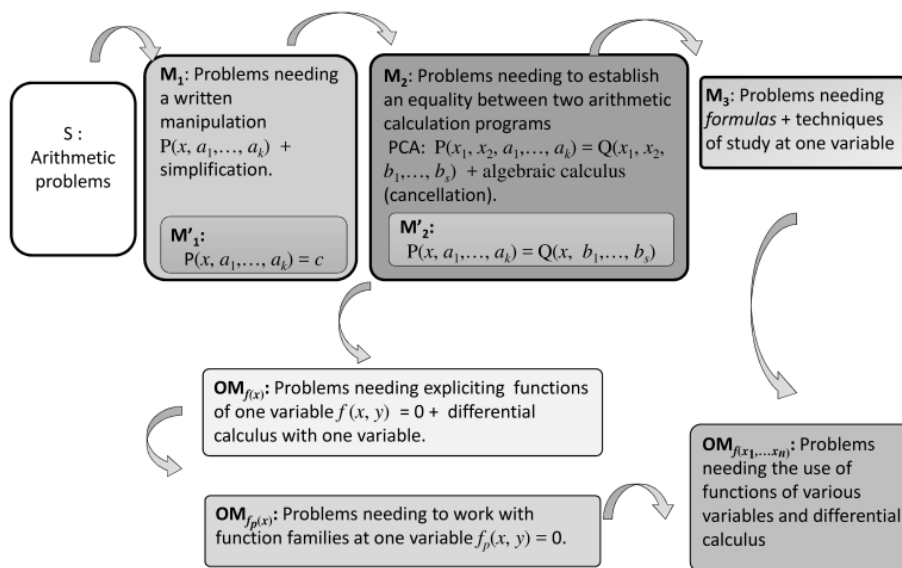 S :
Arithmetic
problems
M₁: Problems needing
a written
manipulation
P(x, a₁,…, aₖ) +
simplification.
M'₁:
P(x, a₁,…, aₖ) = c
M₂: Problems needing to establish
an equality between two arithmetic
calculation programs
PCA: P(x₁, x₂, a₁,…, aₖ) = Q(x₁, x₂,
b₁,…, bₛ) + algebraic calculus
(cancellation).
M'₂:
P(x, a₁,…, aₖ) = Q(x, b₁,…, bₛ)
M₃: Problems needing
formulas + techniques
of study at one variable
OM_f(x): Problems needing expliciting functions
of one variable f (x, y) = 0 + differential
calculus with one variable.
OM_fₚ(x): Problems needing to work with
function families at one variable fₚ(x, y) = 0.
OM_f(x₁,…xₙ): Problems
needing the use of
functions of various
variables and differential
calculus